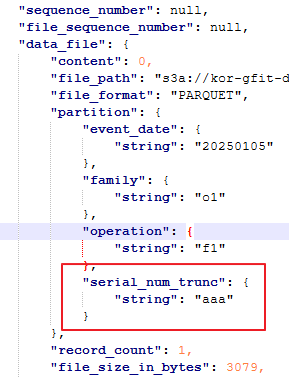 "sequence_number": null,
"file_sequence_number": null,
"data_file": {
"content": 0,
"file_path": "s3a://kor-gfit-d
"file_format": "PARQUET",
"partition": {
"event_date": {
"string": "20250105"
},
"family": {
"string": "o1"
},
"operation": {
"string": "f1"
},
"serial_num_trunc": {
"string": "aaa"
}
},
"record_count": 1,
"file_size_in_bytes": 3079,